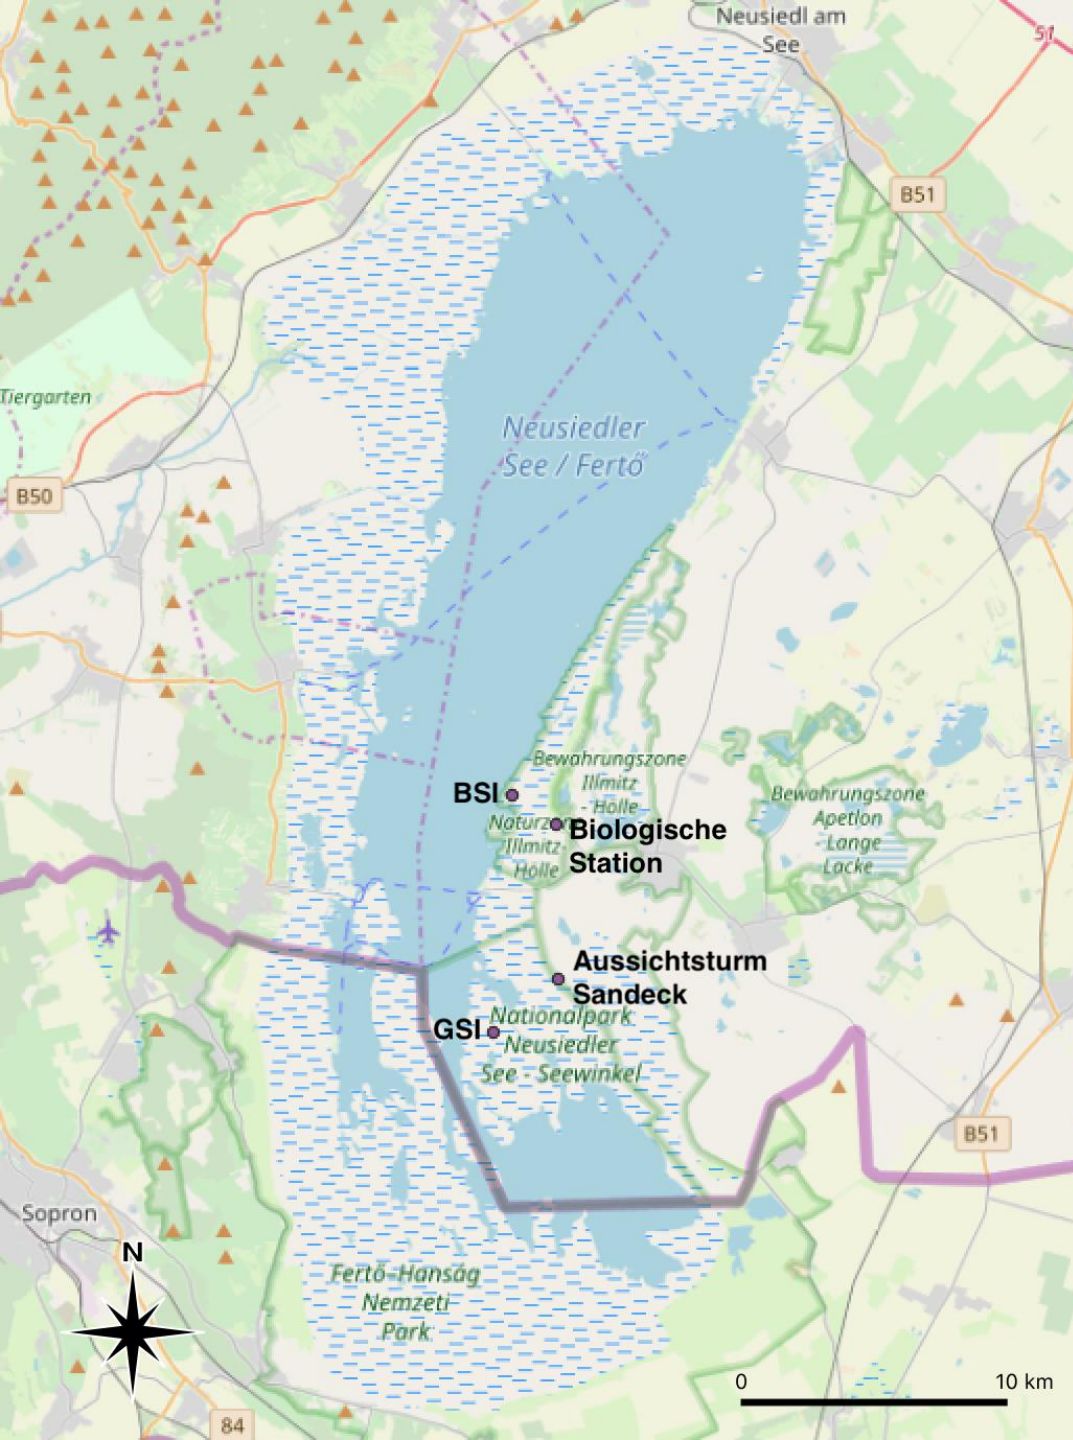 Neusiedl am
See
51
B51
Tiergarten
Neusiedler
See / Fertő
B50
Bewahrungszone
Illmitz
- Hölle
BSI
Bewahrungszone
Apetlon
- Lange
Lacke
Naturzone
Illmitz-
Hölle
Biologische
Station
Aussichtsturm
Sandeck
Nationalpark
GSI
Neusiedler
See - Seewinkel
B51
Sopron
N
Fertő-Hanság
Nemzeti
Park
0
10 km
84